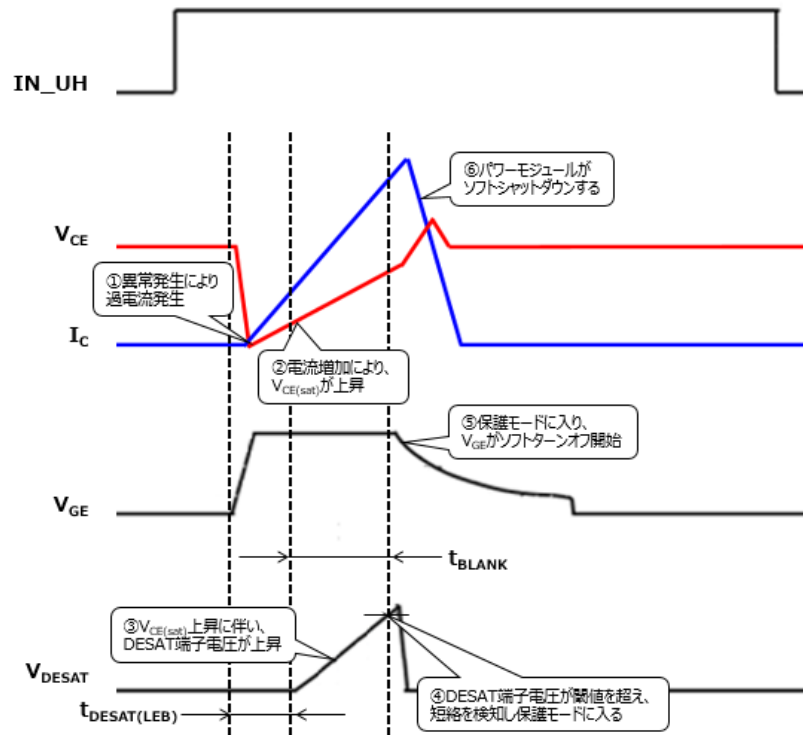 IN_UH
⑥パワーモジュールが
ソフトシャットダウンする
VCE
①異常発生により
過電流発生
IC
②電流増加により、
VCE(sat)が上昇
⑤保護モードに入り、
VGEがソフトターンオフ開始
VGE
tBLANK
③VCE(sat)上昇に伴い、
DESAT端子電圧が上昇
VDESAT
④DESAT端子電圧が閾値を超え、
短絡を検知し保護モードに入る
tDESAT(LEB)